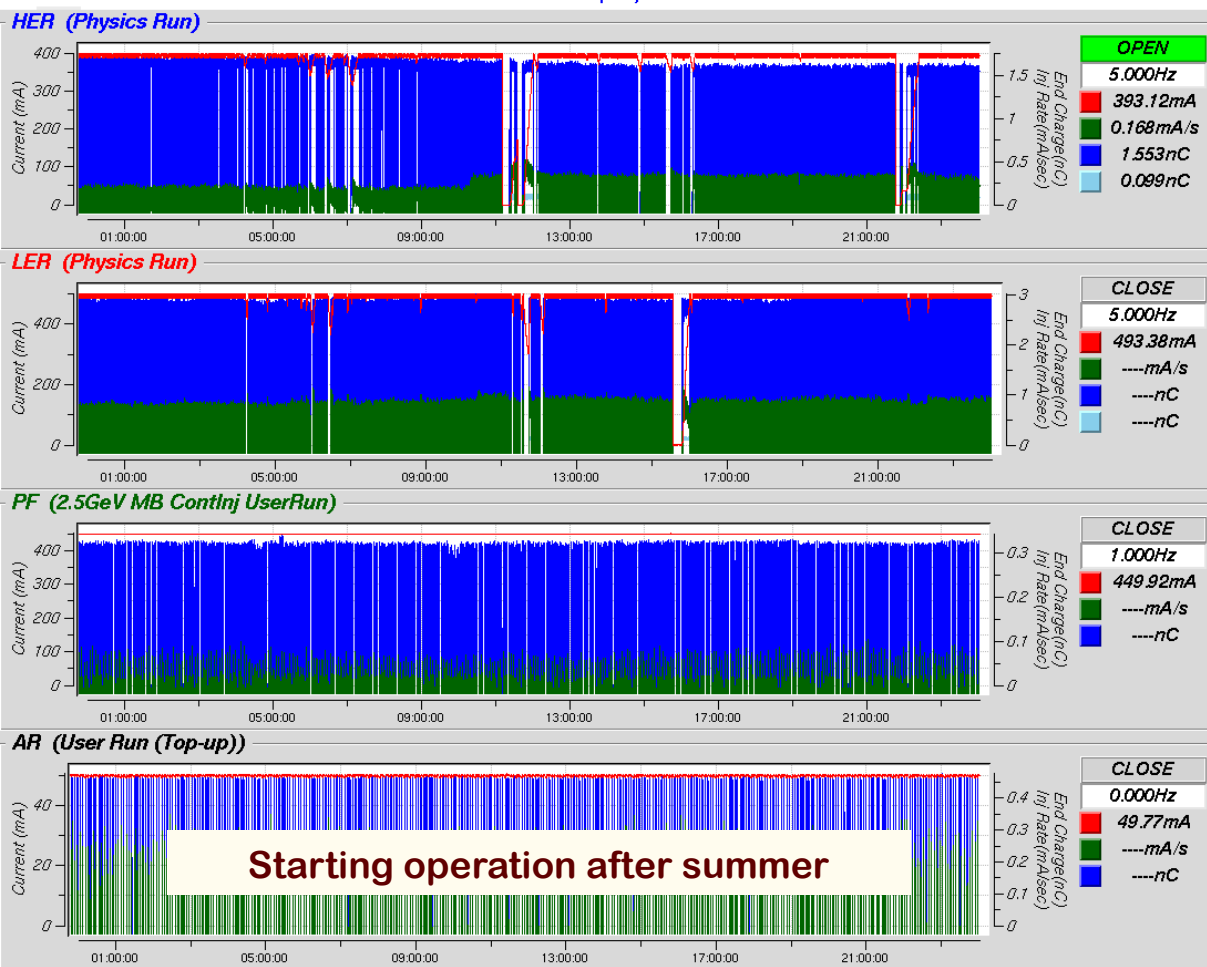 HER (Physics Run)
400
300
200
100
0
Current (mA)
1.5
1
0.5
0
End Charge(nC)
Inj Rate(mA/sec)
01:00:00 05:00:00 09:00:00 13:00:00 17:00:00 21:00:00
OPEN
5.000Hz
393.12mA
0.168mA/s
1.553nC
0.099nC
LER (Physics Run)
400
200
0
Current (mA)
3
2
1
0
End Charge(nC)
Inj Rate(mA/sec)
01:00:00 05:00:00 09:00:00 13:00:00 17:00:00 21:00:00
CLOSE
5.000Hz
493.38mA
----mA/s
----nC
----nC
PF (2.5GeV MB ContInj UserRun)
400
300
200
100
0
Current (mA)
0.3
0.2
0.1
0
End Charge(nC)
Inj Rate(mA/sec)
01:00:00 05:00:00 09:00:00 13:00:00 17:00:00 21:00:00
CLOSE
1.000Hz
449.92mA
----mA/s
----nC
AR (User Run (Top-up))
40
20
0
Current (mA)
0.4
0.3
0.2
0.1
0
End Charge(nC)
Inj Rate(mA/sec)
Starting operation after summer
01:00:00 05:00:00 09:00:00 13:00:00 17:00:00 21:00:00
CLOSE
0.000Hz
49.77mA
----mA/s
----nC